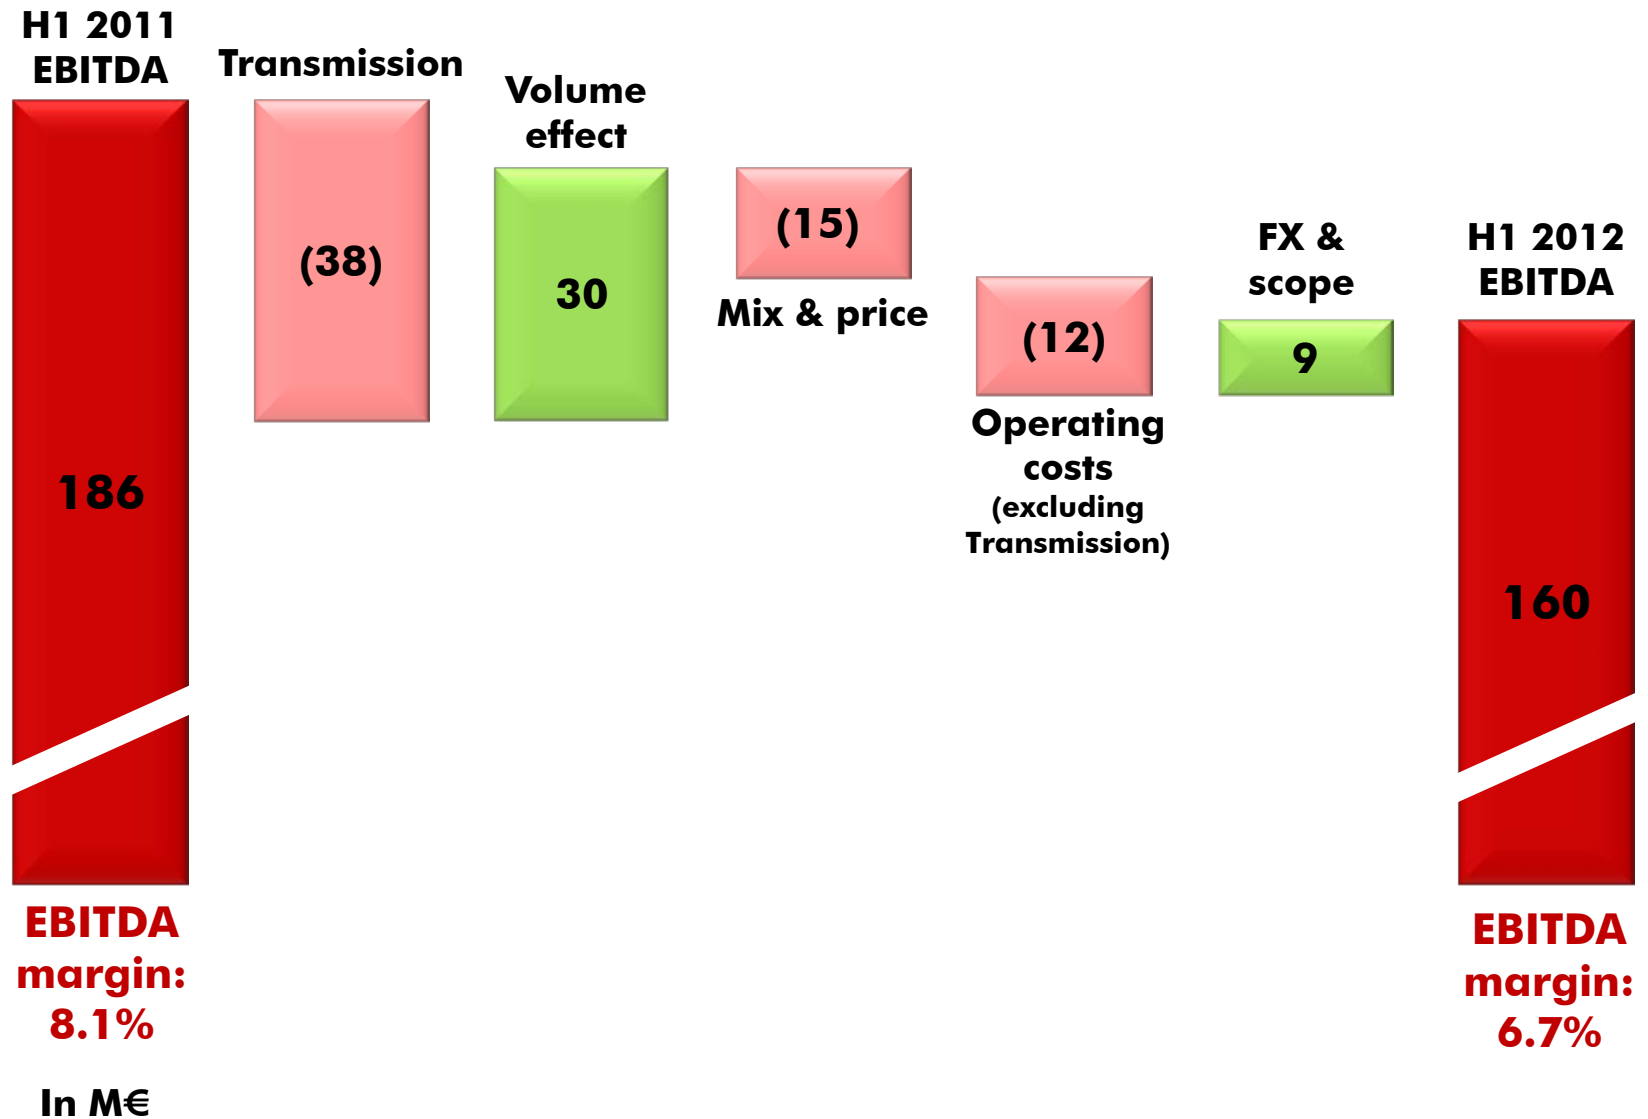 H1 2011
EBITDA
186
EBITDA
margin:
8.1%
In M€
Transmission
(38)
Volume
effect
30
(15)
Mix & price
(12)
Operating
costs
(excluding
Transmission)
FX &
scope
9
H1 2012
EBITDA
160
EBITDA
margin:
6.7%